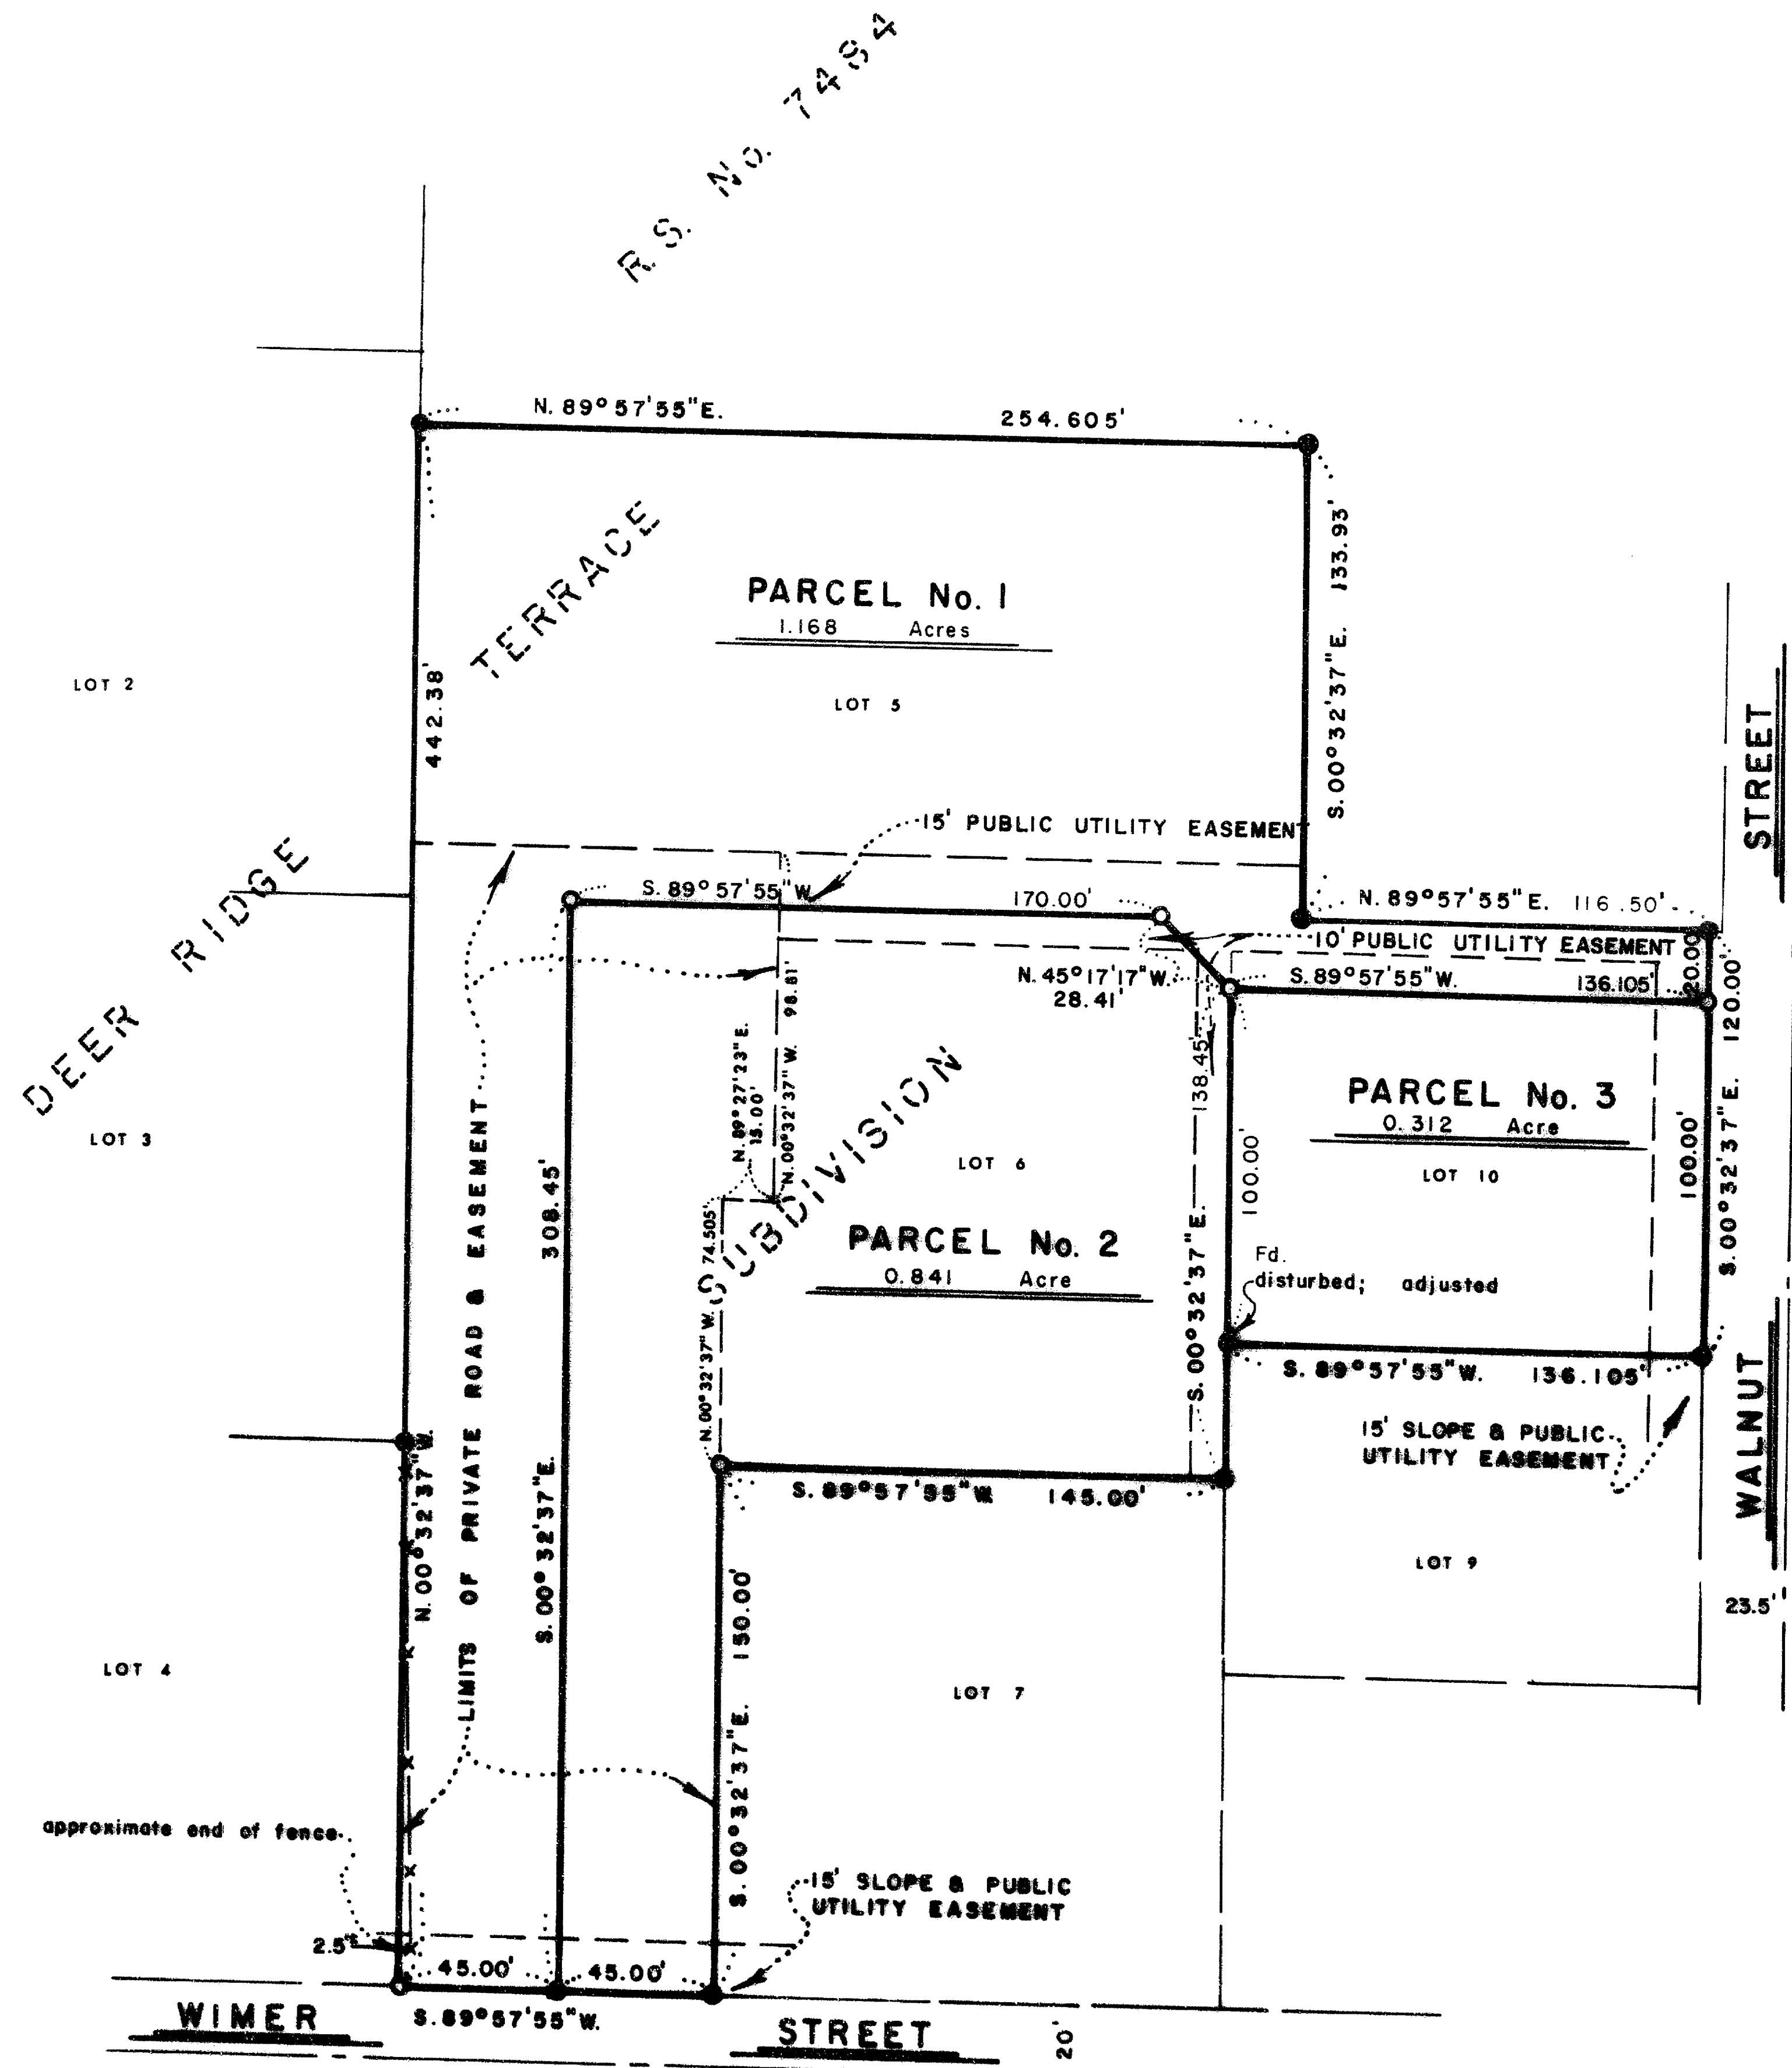 R.S. No. 7484
N. 89°57'55"E. 254.605'
133.93'
S.00°32'37"E.
PARCEL No. 1
1.168 Acres
LOT 5
442.38'
LOT 2
DEER RIDGE TERRACE SUBDIVISION
STREET
15' PUBLIC UTILITY EASEMENT
S. 89°57'55"W. 170.00'
N. 89°57'55"E. 116.50'
10' PUBLIC UTILITY EASEMENT
20.00'
N. 45°17'17"W.
28.41'
S. 89°57'55"W. 136.105'
120.00'
98.81'
N.00°32'37"W.
N.89°27'23"E.
15.00'
138.45'
PARCEL No. 3
0.312 Acre
LOT 10
100.00'
100.00'
S.00°32'37"E.
LOT 3
308.45'
LOT 6
PARCEL No. 2
0.841 Acre
74.505'
N.00°32'37"W.
S.00°32'37"E.
Fd.
disturbed; adjusted
S. 89°57'55"W. 136.105'
15' SLOPE & PUBLIC
UTILITY EASEMENT
WALNUT
LIMITS OF PRIVATE ROAD & EASEMENT
N.00°32'37"W.
S.00°32'37"E.
S. 89°57'55"W. 145.00'
LOT 9
23.5'
LOT 4
LOT 7
150.00'
S.00°32'37"E.
approximate end of fence
15' SLOPE & PUBLIC
UTILITY EASEMENT
2.5'
45.00' 45.00'
S.89°57'55"W.
WIMER STREET
20'